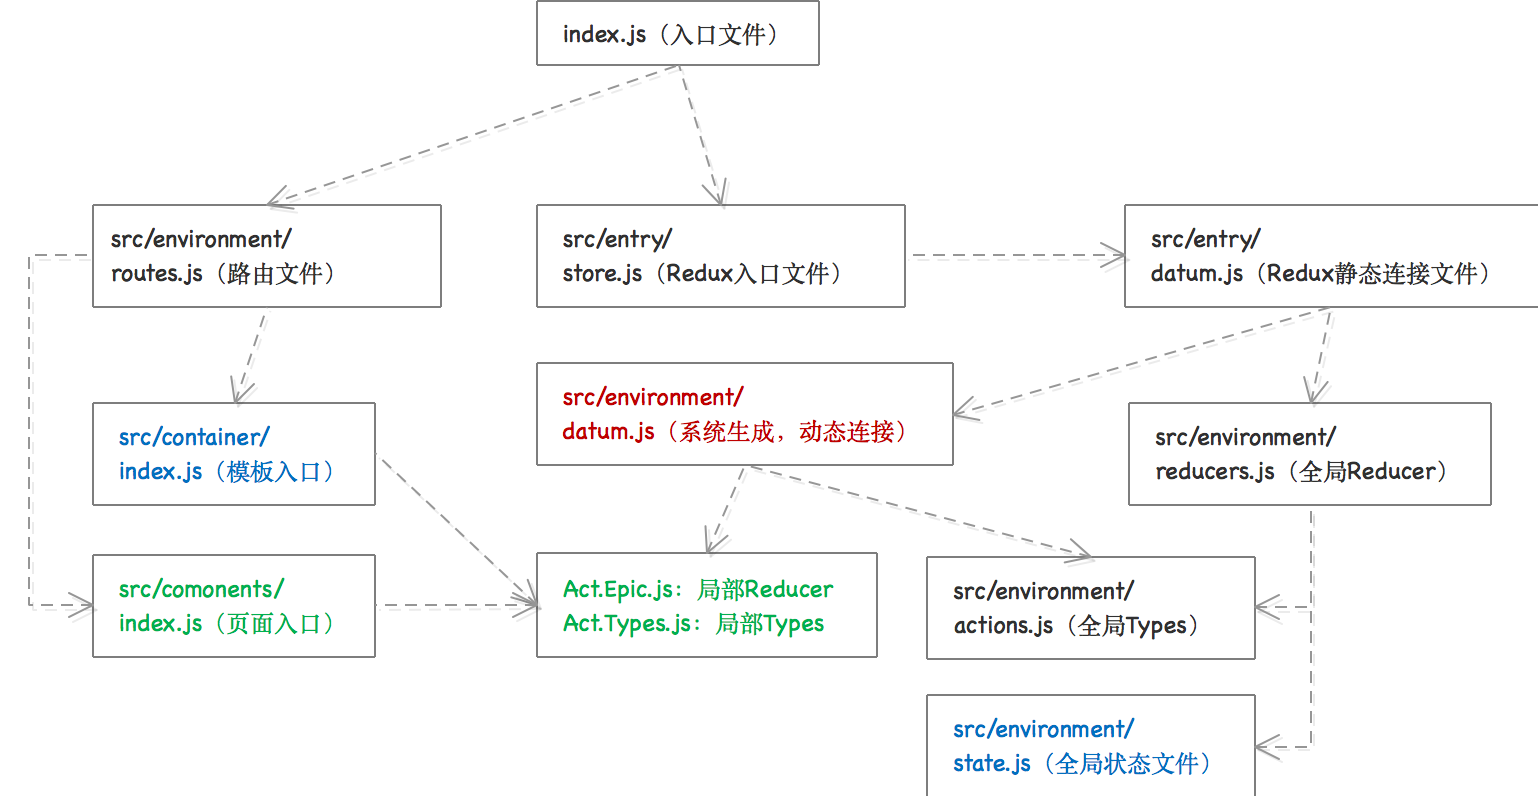 index.js（入口文件）
src/environment/
routes.js（路由文件）
src/entry/
store.js（Redux入口文件）
src/entry/
datum.js（Redux静态连接文件）
src/environment/
datum.js（系统生成，动态连接）
src/container/
index.js（模板入口）
src/environment/
reducers.js（全局Reducer）
src/comonents/
index.js（页面入口）
Act.Epic.js：局部Reducer
Act.Types.js：局部Types
src/environment/
actions.js（全局Types）
src/environment/
state.js（全局状态文件）